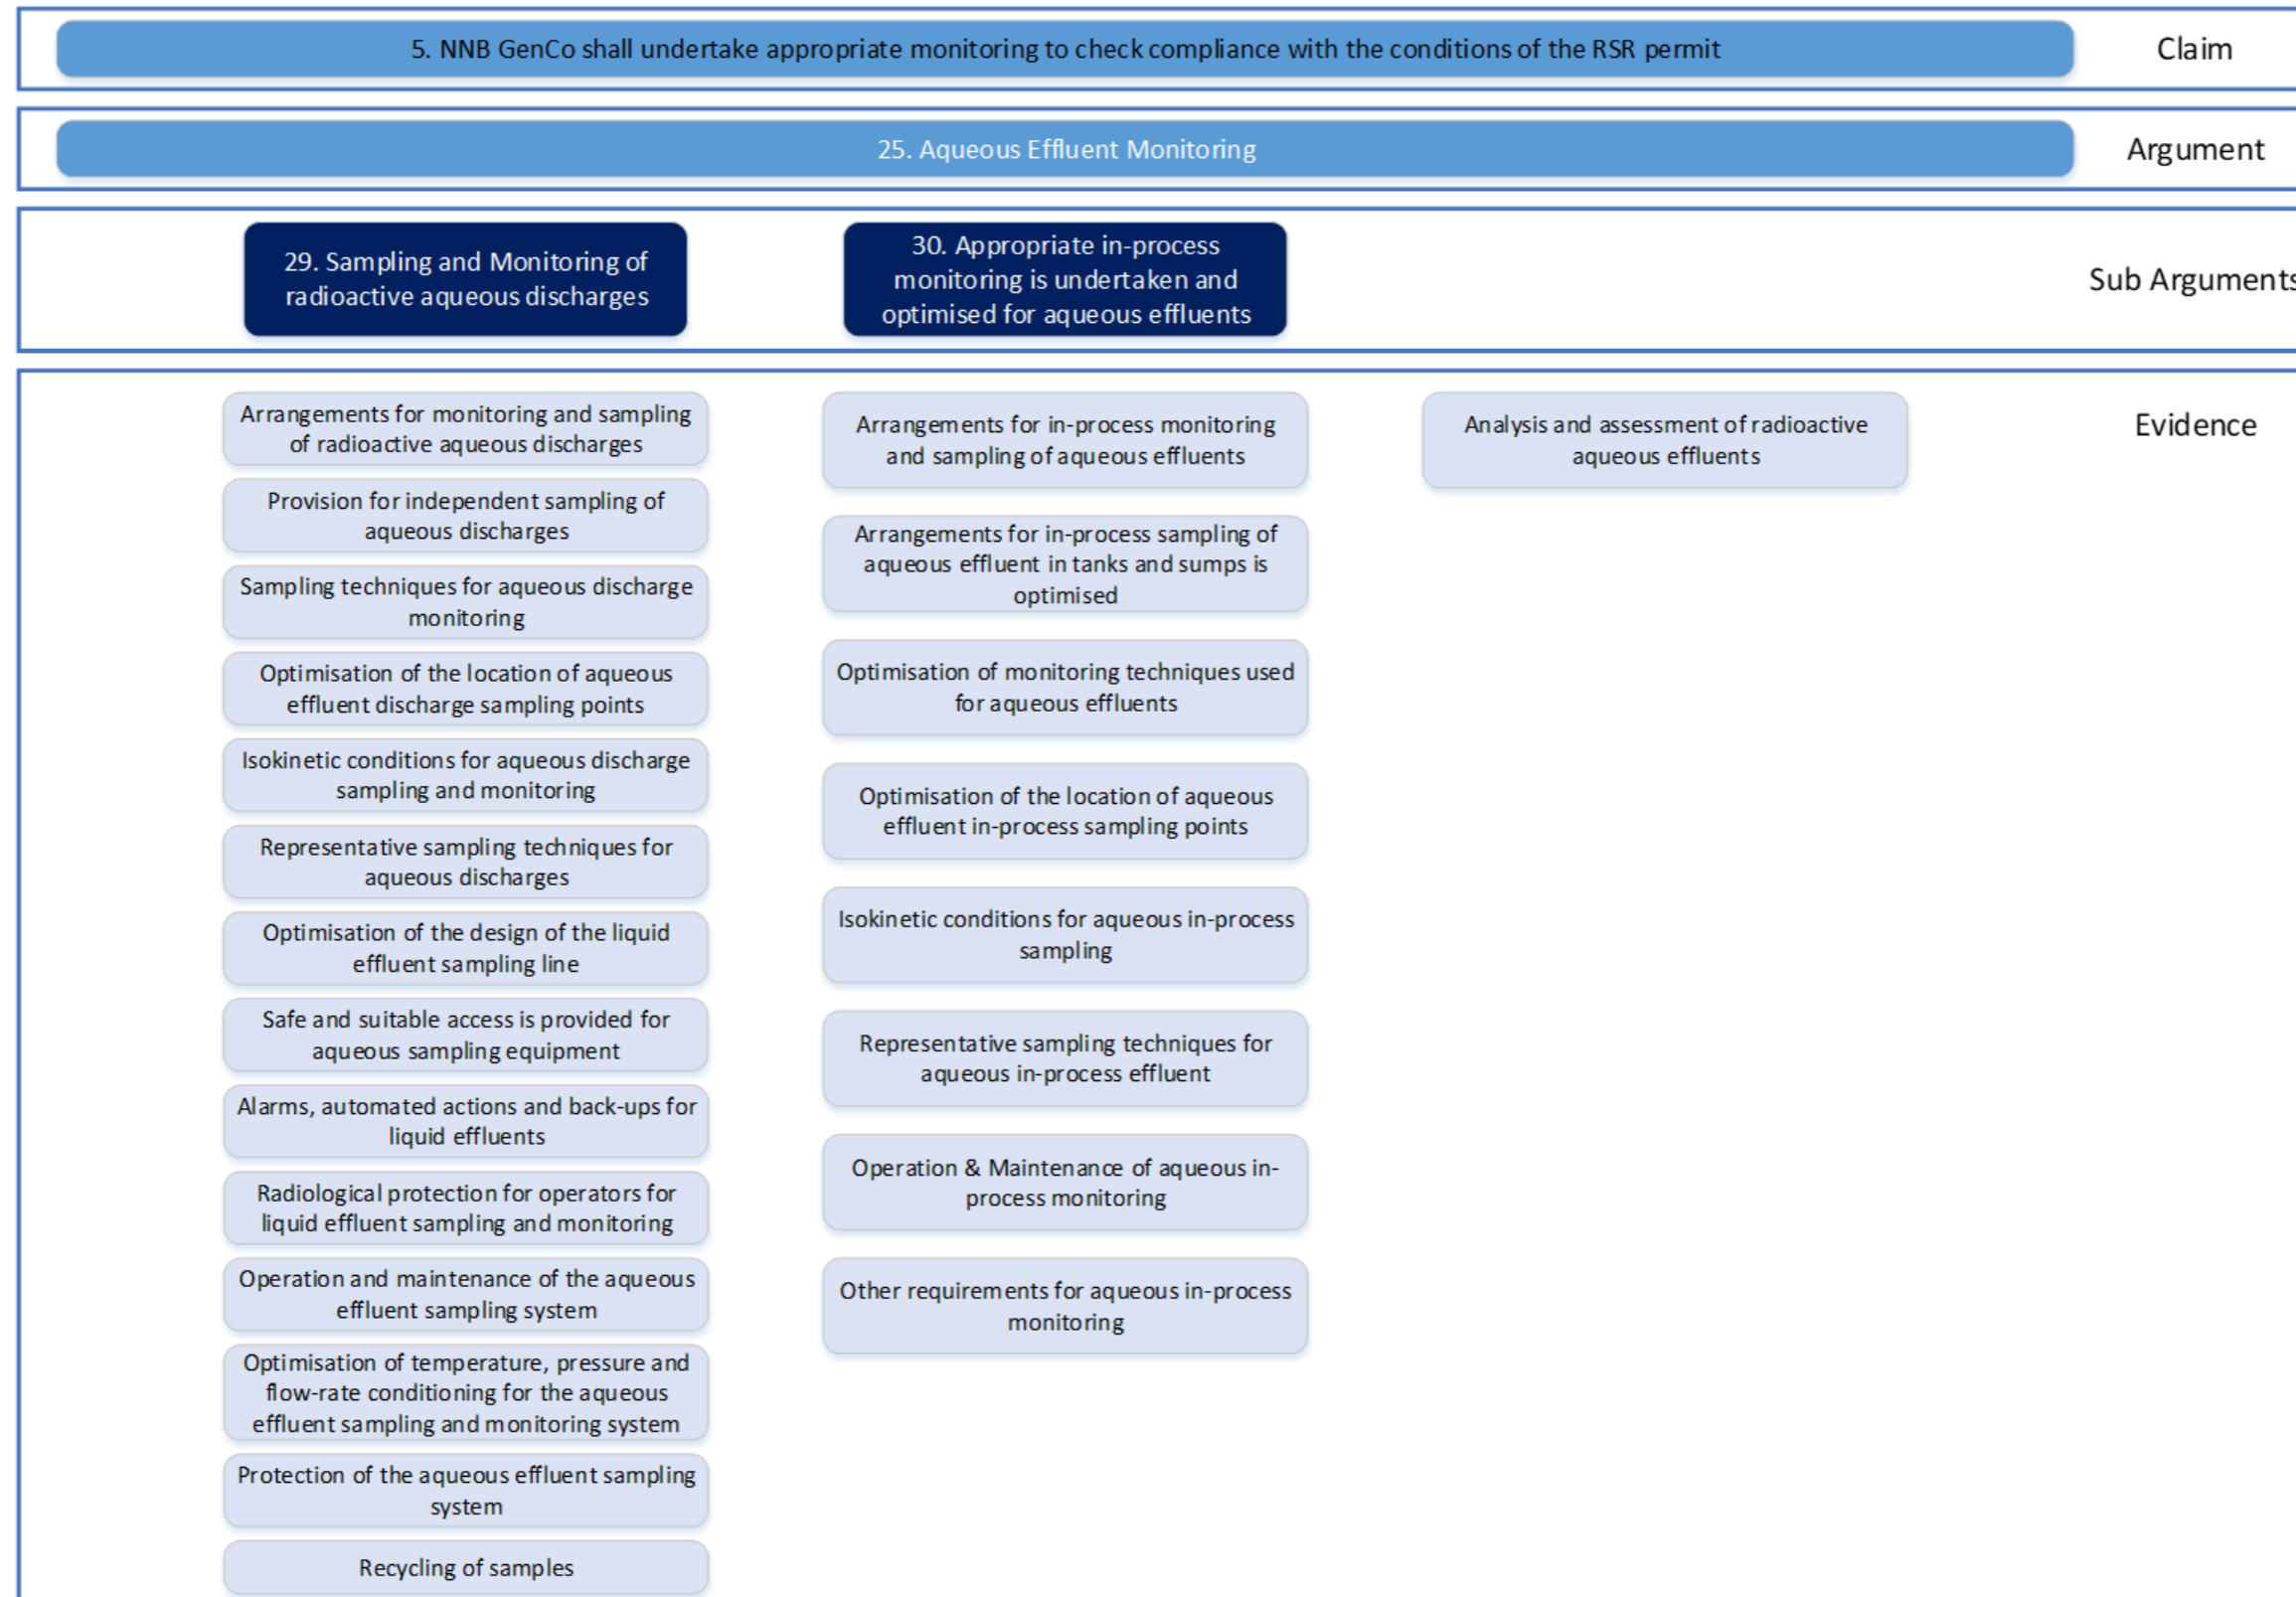 5. NNB GenCo shall undertake appropriate monitoring to check compliance with the conditions of the RSR permit
Claim
25. Aqueous Effluent Monitoring
Argument
29. Sampling and Monitoring of
radioactive aqueous discharges
30. Appropriate in-process
monitoring is undertaken and
optimised for aqueous effluents
Sub Arguments
Arrangements for monitoring and sampling
of radioactive aqueous discharges
Provision for independent sampling of
aqueous discharges
Sampling techniques for aqueous discharge
monitoring
Optimisation of the location of aqueous
effluent discharge sampling points
Isokinetic conditions for aqueous discharge
sampling and monitoring
Representative sampling techniques for
aqueous discharges
Optimisation of the design of the liquid
effluent sampling line
Safe and suitable access is provided for
aqueous sampling equipment
Alarms, automated actions and back-ups for
liquid effluents
Radiological protection for operators for
liquid effluent sampling and monitoring
Operation and maintenance of the aqueous
effluent sampling system
Optimisation of temperature, pressure and
flow-rate conditioning for the aqueous
effluent sampling and monitoring system
Protection of the aqueous effluent sampling
system
Recycling of samples
Arrangements for in-process monitoring
and sampling of aqueous effluents
Arrangements for in-process sampling of
aqueous effluent in tanks and sumps is
optimised
Optimisation of monitoring techniques used
for aqueous effluents
Optimisation of the location of aqueous
effluent in-process sampling points
Isokinetic conditions for aqueous in-process
sampling
Representative sampling techniques for
aqueous in-process effluent
Operation & Maintenance of aqueous in-
process monitoring
Other requirements for aqueous in-process
monitoring
Analysis and assessment of radioactive
aqueous effluents
Evidence